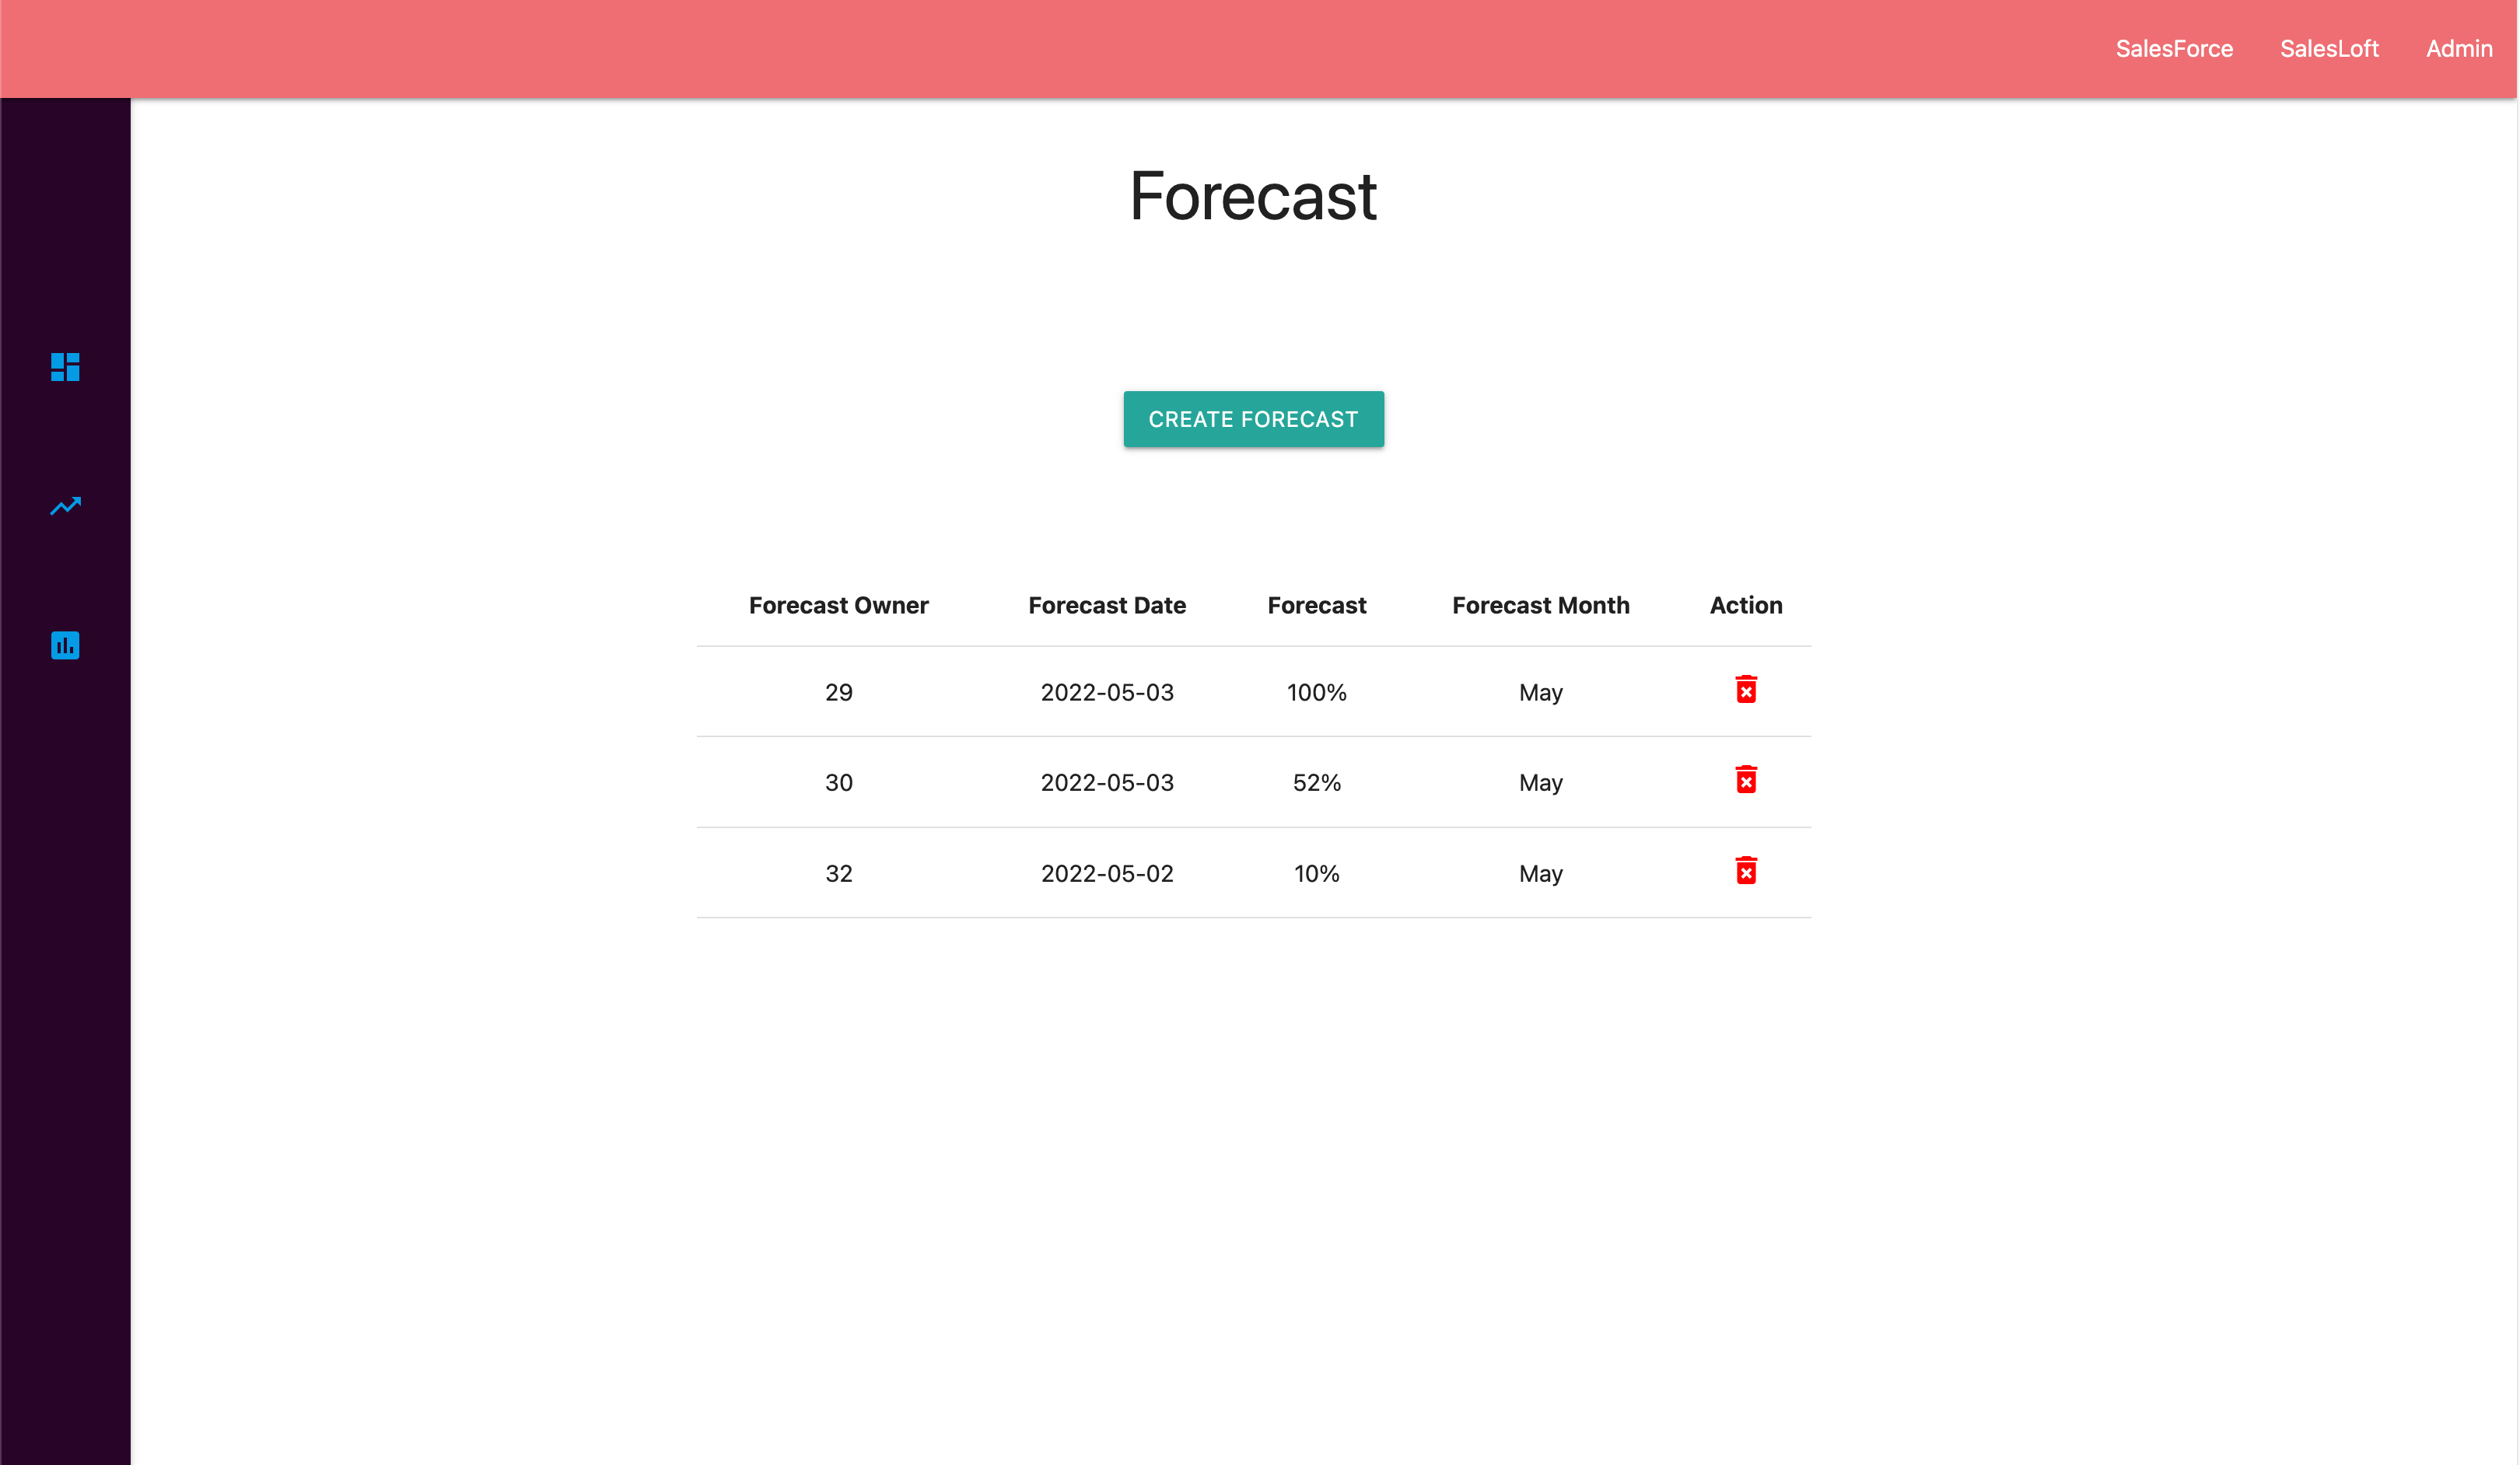 SalesForce SalesLoft Admin
Forecast
CREATE FORECAST
Forecast Owner Forecast Date Forecast Forecast Month Action
29 2022-05-03 100% May
30 2022-05-03 52% May
32 2022-05-02 10% May